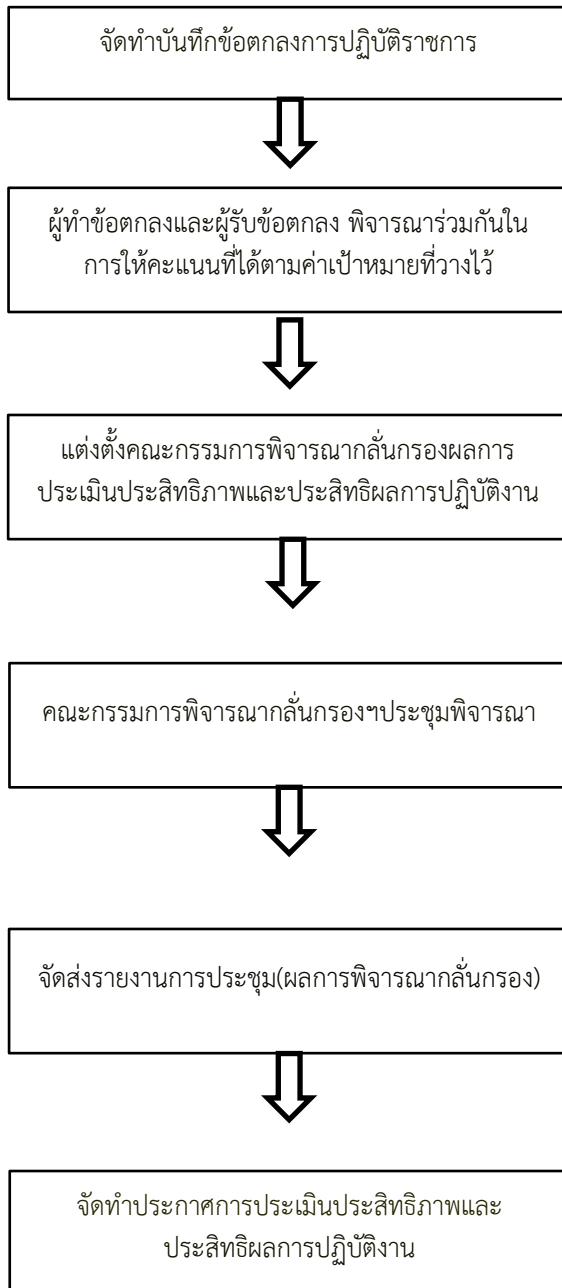 จัดทำบันทึกข้อตกลงการปฏิบัติราชการ
ผู้ทำข้อตกลงและผู้รับข้อตกลง พิจารณาร่วมกันใน
การให้คะแนนที่ได้ตามค่าเป้าหมายที่วางไว้
แต่งตั้งคณะกรรมการพิจารณากลั่นกรองผลการ
ประเมินประสิทธิภาพและประสิทธิผลการปฏิบัติงาน
คณะกรรมการพิจารณากลั่นกรองฯประชุมพิจารณา
จัดส่งรายงานการประชุม(ผลการพิจารณากลั่นกรอง)
จัดทำประกาศการประเมินประสิทธิภาพและ
ประสิทธิผลการปฏิบัติงาน